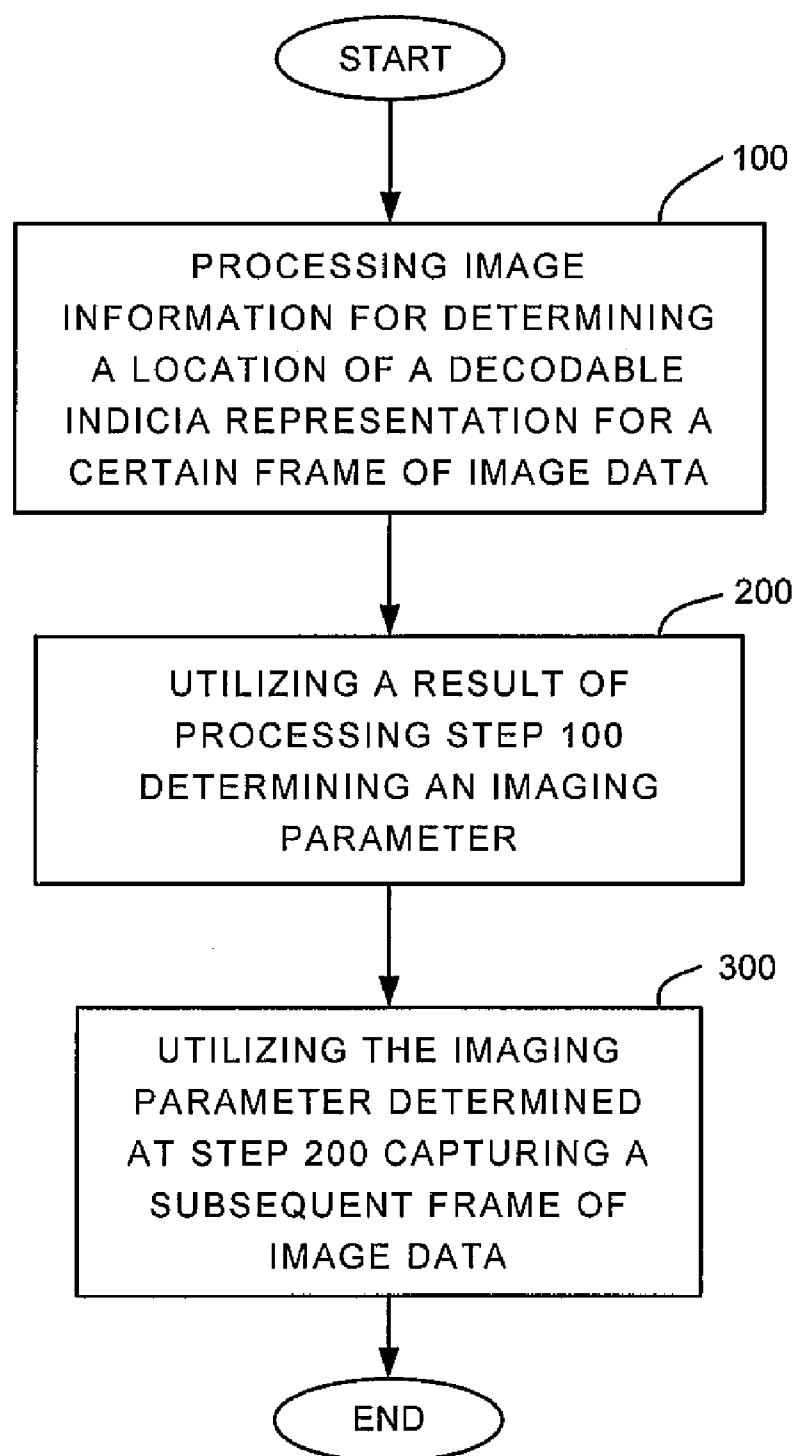 START
100
PROCESSING IMAGE
INFORMATION FOR DETERMINING
A LOCATION OF A DECODABLE
INDICIA REPRESENTATION FOR A
CERTAIN FRAME OF IMAGE DATA
200
UTILIZING A RESULT OF
PROCESSING STEP 100
DETERMINING AN IMAGING
PARAMETER
300
UTILIZING THE IMAGING
PARAMETER DETERMINED
AT STEP 200 CAPTURING A
SUBSEQUENT FRAME OF
IMAGE DATA
END